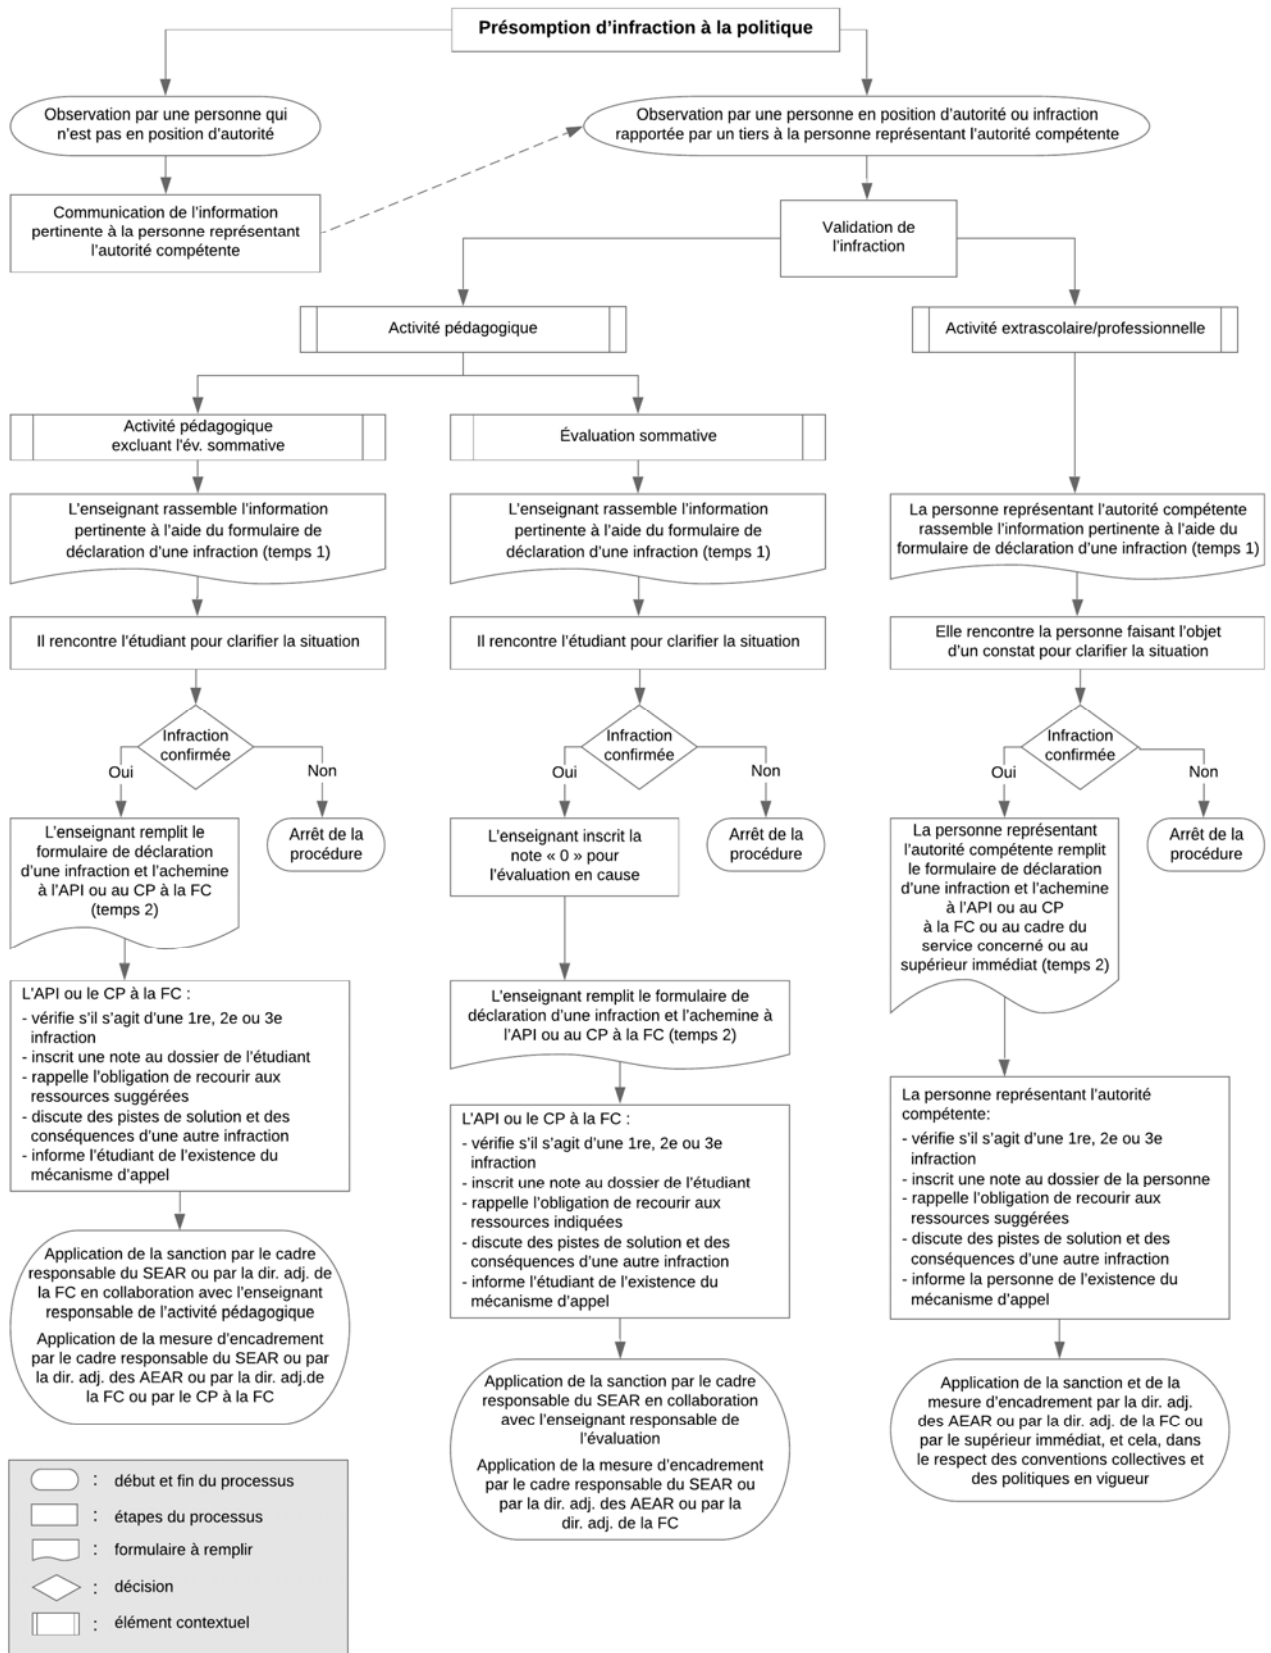 Présomption d’infraction à la politique
Observation par une personne qui
n’est pas en position d’autorité
Observation par une personne en position d’autorité ou infraction
rapportée par un tiers à la personne représentant l’autorité compétente
Communication de l’information
pertinente à la personne représentant
l’autorité compétente
Validation de
l’infraction
Activité pédagogique
Activité extrascolaire/professionnelle
Activité pédagogique
excluant l’év. sommative
Évaluation sommative
L’enseignant rassemble l’information
pertinente à l’aide du formulaire de
déclaration d’une infraction (temps 1)
L’enseignant rassemble l’information
pertinente à l’aide du formulaire de
déclaration d’une infraction (temps 1)
La personne représentant l’autorité compétente
rassemble l’information pertinente à l’aide du
formulaire de déclaration d’une infraction (temps 1)
Il rencontre l’étudiant pour clarifier la situation
Il rencontre l’étudiant pour clarifier la situation
Elle rencontre la personne faisant l’objet
d’un constat pour clarifier la situation
Infraction
confirmée
Oui
Non
Infraction
confirmée
Oui
Non
Infraction
confirmée
Oui
Non
L’enseignant remplit le
formulaire de déclaration
d’une infraction et l’achemine
à l’API ou au CP à la FC
(temps 2)
Arrêt de la
procédure
L’enseignant inscrit la
note « 0 » pour
l’évaluation en cause
Arrêt de la
procédure
La personne représentant
l’autorité compétente remplit
le formulaire de déclaration
d’une infraction et l’achemine
à l’API ou au CP
à la FC ou au cadre du
service concerné ou au
supérieur immédiat (temps 2)
Arrêt de la
procédure
L’API ou le CP à la FC :
- vérifie s’il s’agit d’une 1re, 2e ou 3e
infraction
- inscrit une note au dossier de l’étudiant
- rappelle l’obligation de recourir aux
ressources suggérées
- discute des pistes de solution et des
conséquences d’une autre infraction
- informe l’étudiant de l’existence du
mécanisme d’appel
L’enseignant remplit le formulaire de
déclaration d’une infraction et l’achemine à
l’API ou au CP à la FC (temps 2)
L’API ou le CP à la FC :
- vérifie s’il s’agit d’une 1re, 2e ou 3e
infraction
- inscrit une note au dossier de l’étudiant
- rappelle l’obligation de recourir aux
ressources indiquées
- discute des pistes de solution et des
conséquences d’une autre infraction
- informe l’étudiant de l’existence du
mécanisme d’appel
La personne représentant l’autorité
compétente:
- vérifie s’il s’agit d’une 1re, 2e ou 3e
infraction
- inscrit une note au dossier de la personne
- rappelle l’obligation de recourir aux
ressources suggérées
- discute des pistes de solution et des
conséquences d’une autre infraction
- informe la personne de l’existence du
mécanisme d’appel
Application de la sanction par le cadre
responsable du SEAR ou par la dir. adj. de
la FC en collaboration avec l’enseignant
responsable de l’activité pédagogique
Application de la mesure d’encadrement
par le cadre responsable du SEAR ou par
la dir. adj. des AEAR ou par la dir. adj.de
la FC ou par le CP à la FC
Application de la sanction par le cadre
responsable du SEAR en collaboration
avec l’enseignant responsable de
l’évaluation
Application de la mesure d’encadrement
par le cadre responsable du SEAR ou
par la dir. adj. des AEAR ou par la
dir. adj. de la FC
Application de la sanction et de la
mesure d’encadrement par la dir. adj.
des AEAR ou par la dir. adj. de la FC ou
par le supérieur immédiat, et cela, dans
le respect des conventions collectives et
des politiques en vigueur
: début et fin du processus
: étapes du processus
: formulaire à remplir
: décision
: élément contextuel